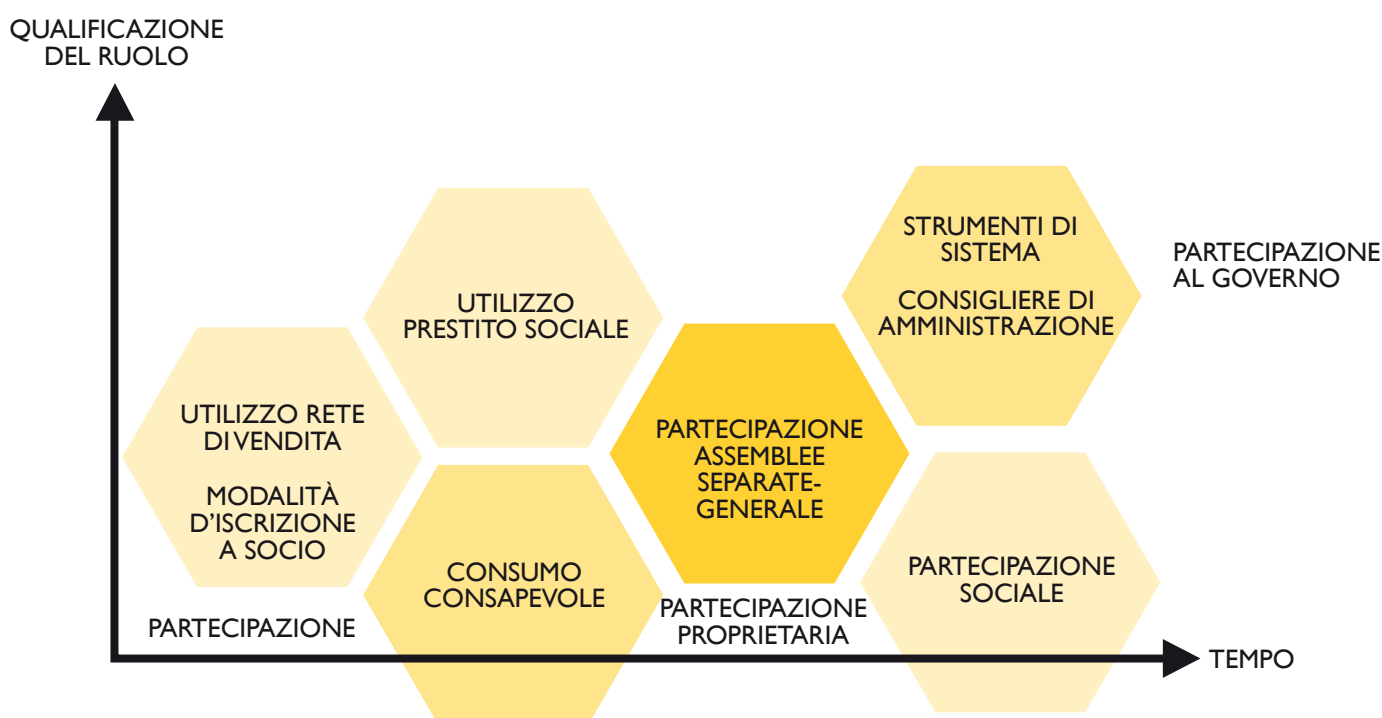 QUALIFICAZIONE
DEL RUOLO
UTILIZZO RETE
DI VENDITA
MODALITÀ
D'ISCRIZIONE
A SOCIO
PARTECIPAZIONE
UTILIZZO
PRESTITO SOCIALE
CONSUMO
CONSAPEVOLE
PARTECIPAZIONE
ASSEMBLEE
SEPARATE-
GENERALE
PARTECIPAZIONE
PROPRIETARIA
STRUMENTI DI
SISTEMA
CONSIGLIERE DI
AMMINISTRAZIONE
PARTECIPAZIONE
AL GOVERNO
PARTECIPAZIONE
SOCIALE
TEMPO